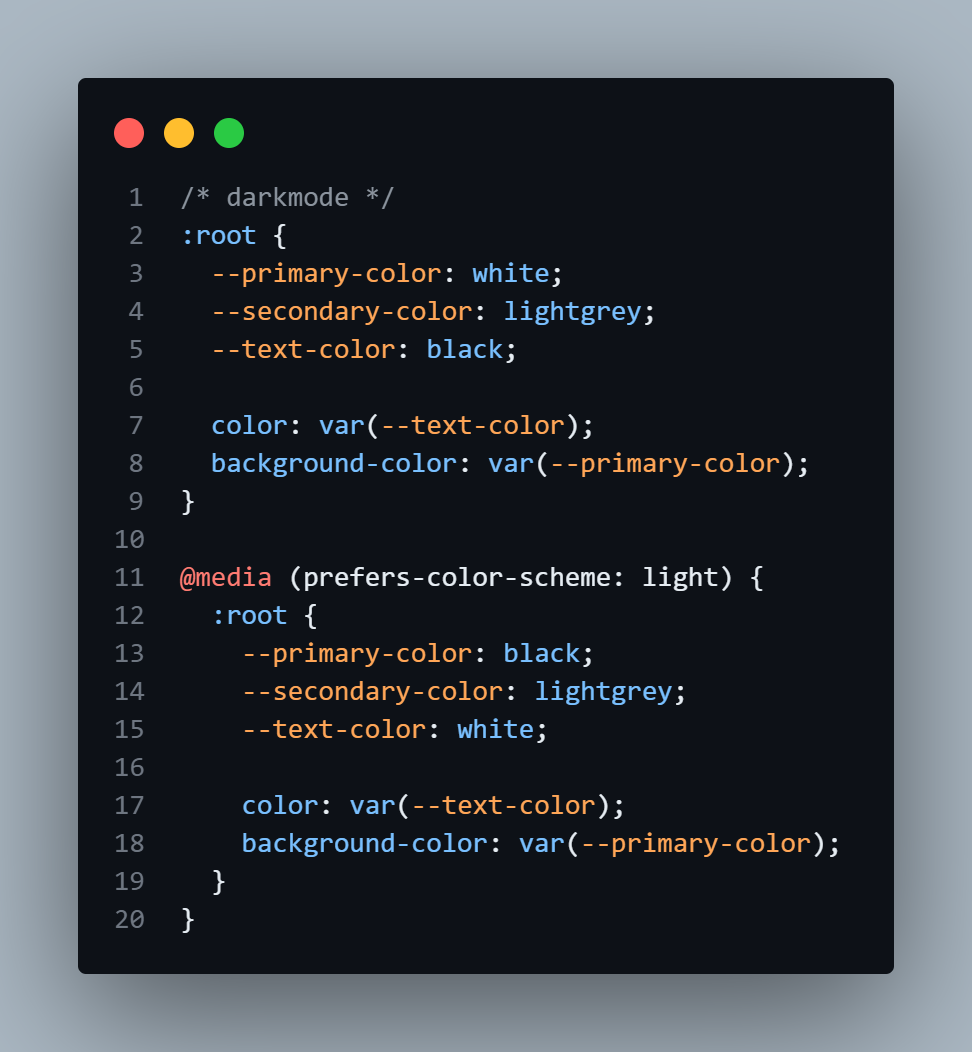 1 /* darkmode */
2 :root {
3   --primary-color: white;
4   --secondary-color: lightgrey;
5   --text-color: black;
6
7   color: var(--text-color);
8   background-color: var(--primary-color);
9 }
10
11 @media (prefers-color-scheme: light) {
12   :root {
13     --primary-color: black;
14     --secondary-color: lightgrey;
15     --text-color: white;
16
17     color: var(--text-color);
18     background-color: var(--primary-color);
19   }
20 }